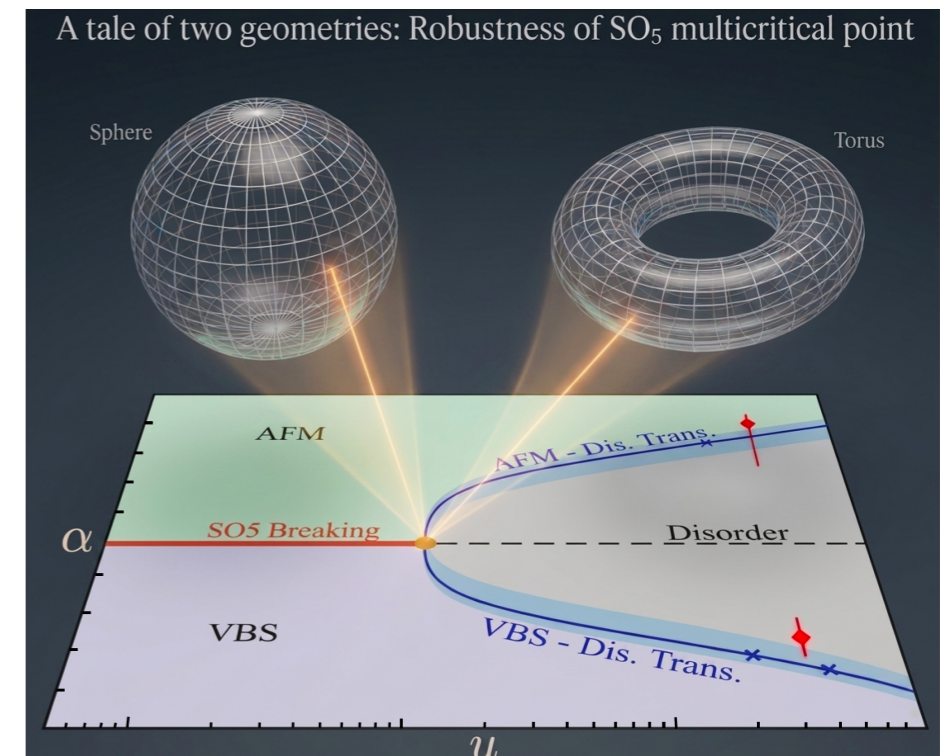 A tale of two geometries: Robustness of SO₅ multicritical point
Sphere
Torus
AFM
AFM - Dis. Trans.
SO5 Breaking
Disorder
α
VBS
VBS - Dis. Trans.
u